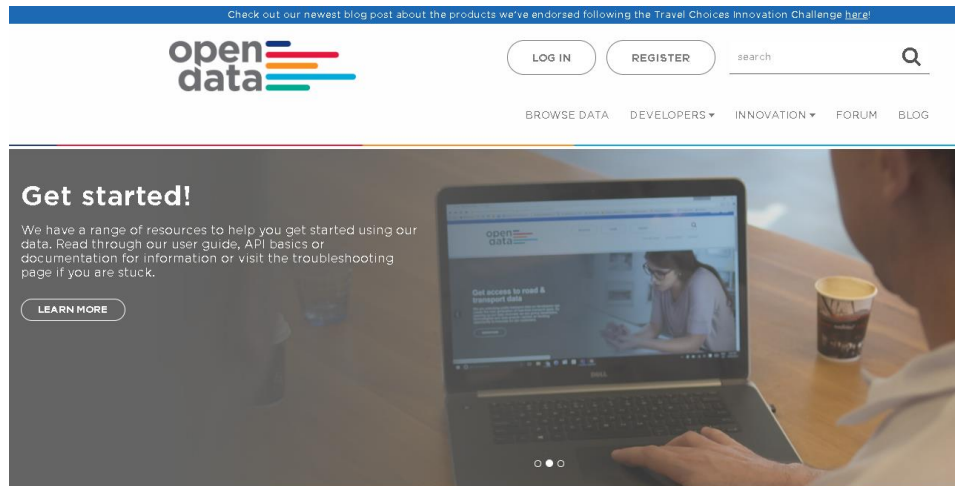 Check out our newest blog post about the products we've endorsed following the Travel Choices Innovation Challenge here!
open
data
LOG IN
REGISTER
search
BROWSE DATA
DEVELOPERS
INNOVATION
FORUM
BLOG
Get started!
We have a range of resources to help you get started using our
data. Read through our user guide, API basics or
documentation for information or visit the troubleshooting
page if you are stuck.
LEARN MORE
open
data
Get access to road &
transport data
DELL